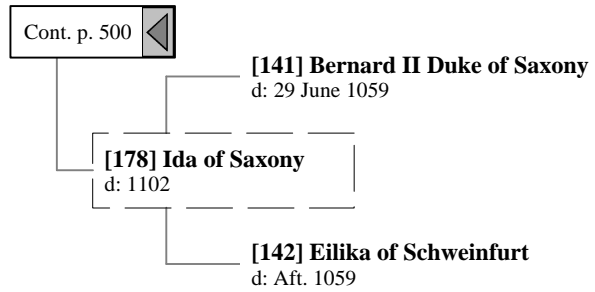 Cont. p. 500
[141] Bernard II Duke of Saxony
d: 29 June 1059
[178] Ida of Saxony
d: 1102
[142] Eilika of Schweinfurt
d: Aft. 1059